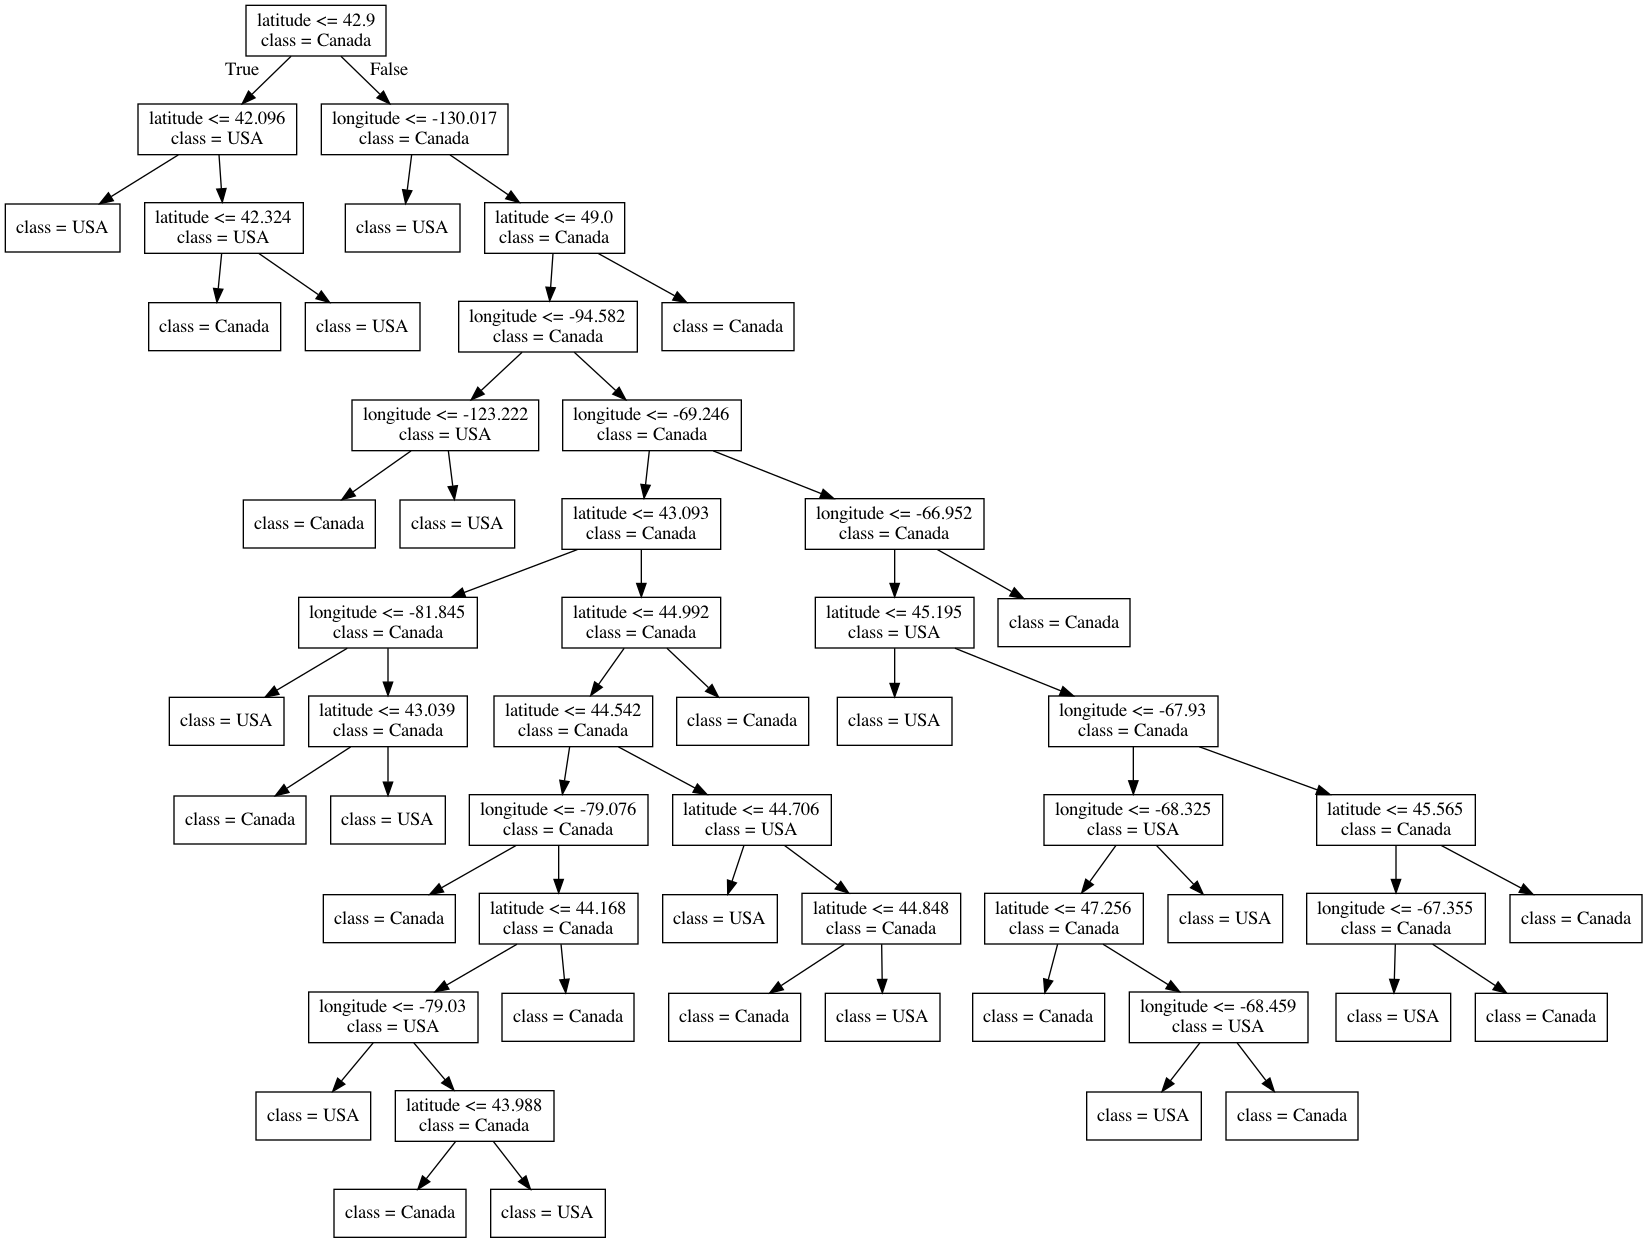 latitude <= 42.9
class = Canada
True
False
latitude <= 42.096
class = USA
longitude <= -130.017
class = Canada
class = USA
latitude <= 42.324
class = USA
class = USA
latitude <= 49.0
class = Canada
class = Canada
class = USA
longitude <= -94.582
class = Canada
class = Canada
longitude <= -123.222
class = USA
longitude <= -69.246
class = Canada
class = Canada
class = USA
latitude <= 43.093
class = Canada
longitude <= -66.952
class = Canada
longitude <= -81.845
class = Canada
latitude <= 44.992
class = Canada
latitude <= 45.195
class = USA
class = Canada
class = USA
latitude <= 43.039
class = Canada
latitude <= 44.542
class = Canada
class = Canada
class = USA
longitude <= -67.93
class = Canada
class = Canada
class = USA
longitude <= -79.076
class = Canada
latitude <= 44.706
class = USA
longitude <= -68.325
class = USA
latitude <= 45.565
class = Canada
class = Canada
latitude <= 44.168
class = Canada
class = USA
latitude <= 44.848
class = Canada
latitude <= 47.256
class = Canada
class = USA
longitude <= -67.355
class = Canada
class = Canada
longitude <= -79.03
class = USA
class = Canada
class = Canada
class = USA
class = Canada
longitude <= -68.459
class = USA
class = USA
class = Canada
class = USA
latitude <= 43.988
class = Canada
class = USA
class = Canada
class = Canada
class = USA